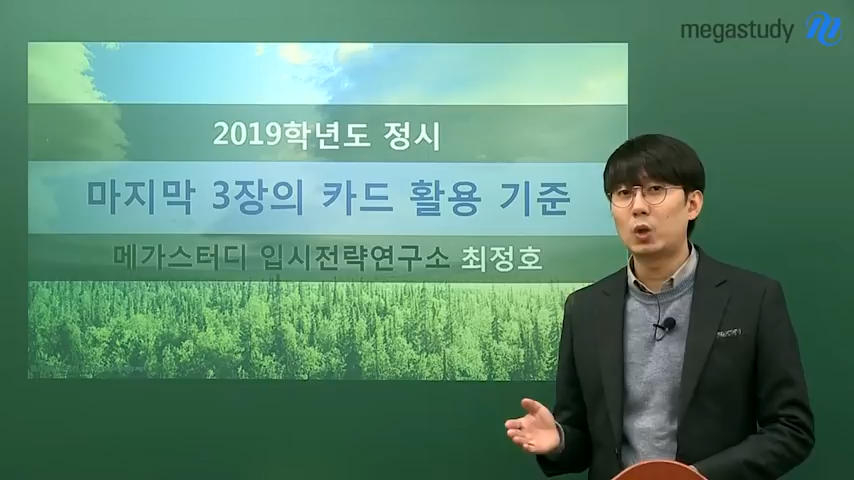 megastudy
2019학년도 정시
마지막 3장의 카드 활용 기준
메가스터디 입시전략연구소 최정호